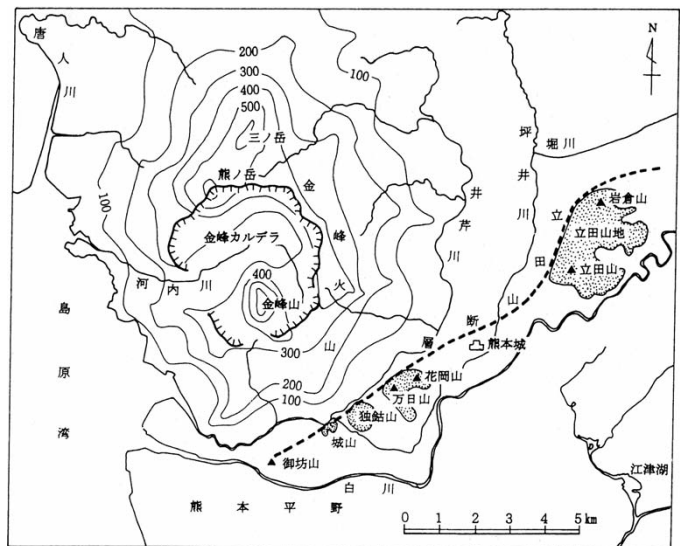 唐人川
200
300
400
500
100
N
三ノ岳
熊ノ岳
金峰火山
金峰カルデラ
井芹川
坪井川
堀川
立田山断層
岩倉山
立田山地
立田山
100
河内川
400
金峰山
300
200
100
島原湾
熊本城
花岡山
万日山
独鈷山
城山
御坊山
白川
熊本平野
江津湖
0 1 2 3 4 5km